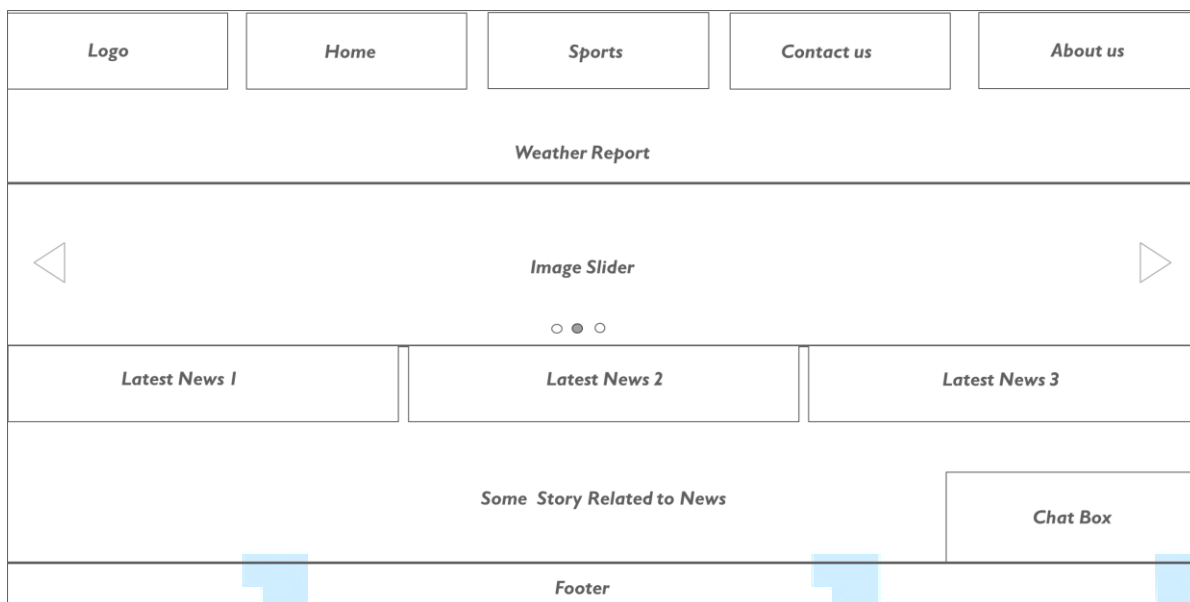 Logo
Home
Sports
Contact us
About us
Weather Report
Image Slider
Latest News 1
Latest News 2
Latest News 3
Some Story Related to News
Chat Box
Footer